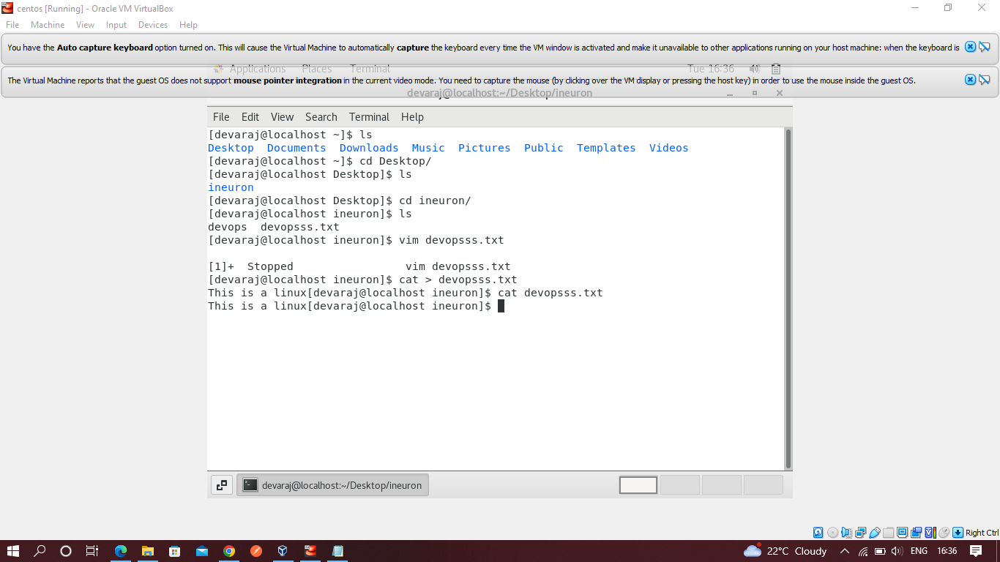 centos [Running] - Oracle VM VirtualBox
File Machine View Input Devices Help
You have the Auto capture keyboard option turned on. This will cause the Virtual Machine to automatically capture the keyboard every time the VM window is activated and make it unavailable to other applications running on your host machine: when the keyboard is
Applications Places Terminal Tue 16:36
The Virtual Machine reports that the guest OS does not support mouse pointer integration in the current video mode. You need to capture the mouse (by clicking over the VM display or pressing the host key) in order to use the mouse inside the guest OS.
devaraj@localhost:~/Desktop/ineuron
File Edit View Search Terminal Help
[devaraj@localhost ~]$ ls
Desktop Documents Downloads Music Pictures Public Templates Videos
[devaraj@localhost ~]$ cd Desktop/
[devaraj@localhost Desktop]$ ls
ineuron
[devaraj@localhost Desktop]$ cd ineuron/
[devaraj@localhost ineuron]$ ls
devops devopsss.txt
[devaraj@localhost ineuron]$ vim devopsss.txt
[1]+ Stopped vim devopsss.txt
[devaraj@localhost ineuron]$ cat > devopsss.txt
This is a linux[devaraj@localhost ineuron]$ cat devopsss.txt
This is a linux[devaraj@localhost ineuron]$
devaraj@localhost:~/Desktop/ineuron
Right Ctrl
22°C Cloudy ENG 16:36